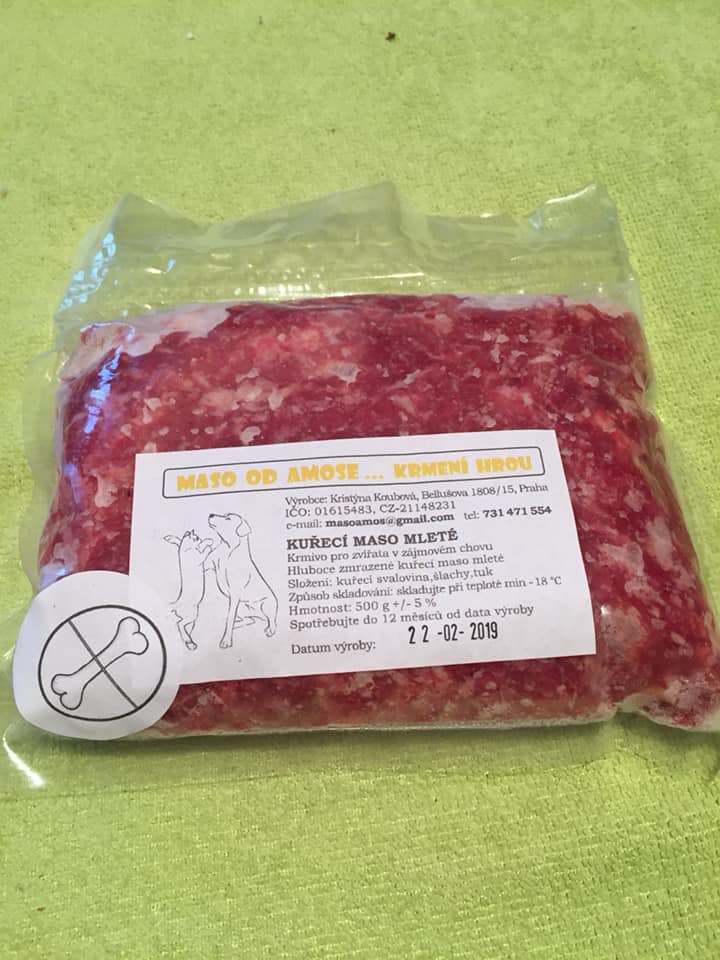 MASO OD AMOSE ... KRMENÍ HROU
Výrobce: Kristýna Koubová, Bellušova 1808/15, Praha
IČO: 01615483, CZ-21148231
e-mail: masoamos@gmail.com tel: 731 471 554
KUŘECÍ MASO MLETÉ
Krmivo pro zvířata v zájmovém chovu
Hluboce zmrazené kuřecí maso mleté
Složení: kuřecí svalovina,šlachy,tuk
Způsob skladování: skladujte při teplotě min - 18 °C
Hmotnost: 500 g +/- 5 %
Spotřebujte do 12 měsíců od data výroby
Datum výroby: 22 -02- 2019